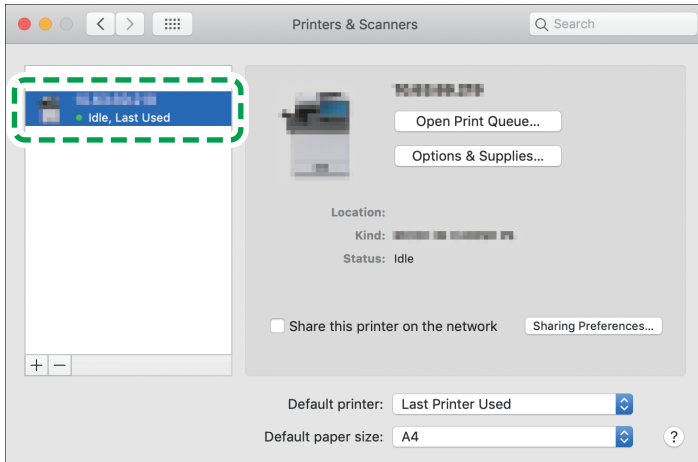 Printers & Scanners
Search
Idle, Last Used
Open Print Queue...
Options & Supplies...
Location:
Kind:
Status: Idle
Share this printer on the network
Sharing Preferences...
+ −
Default printer: Last Printer Used
Default paper size: A4
?